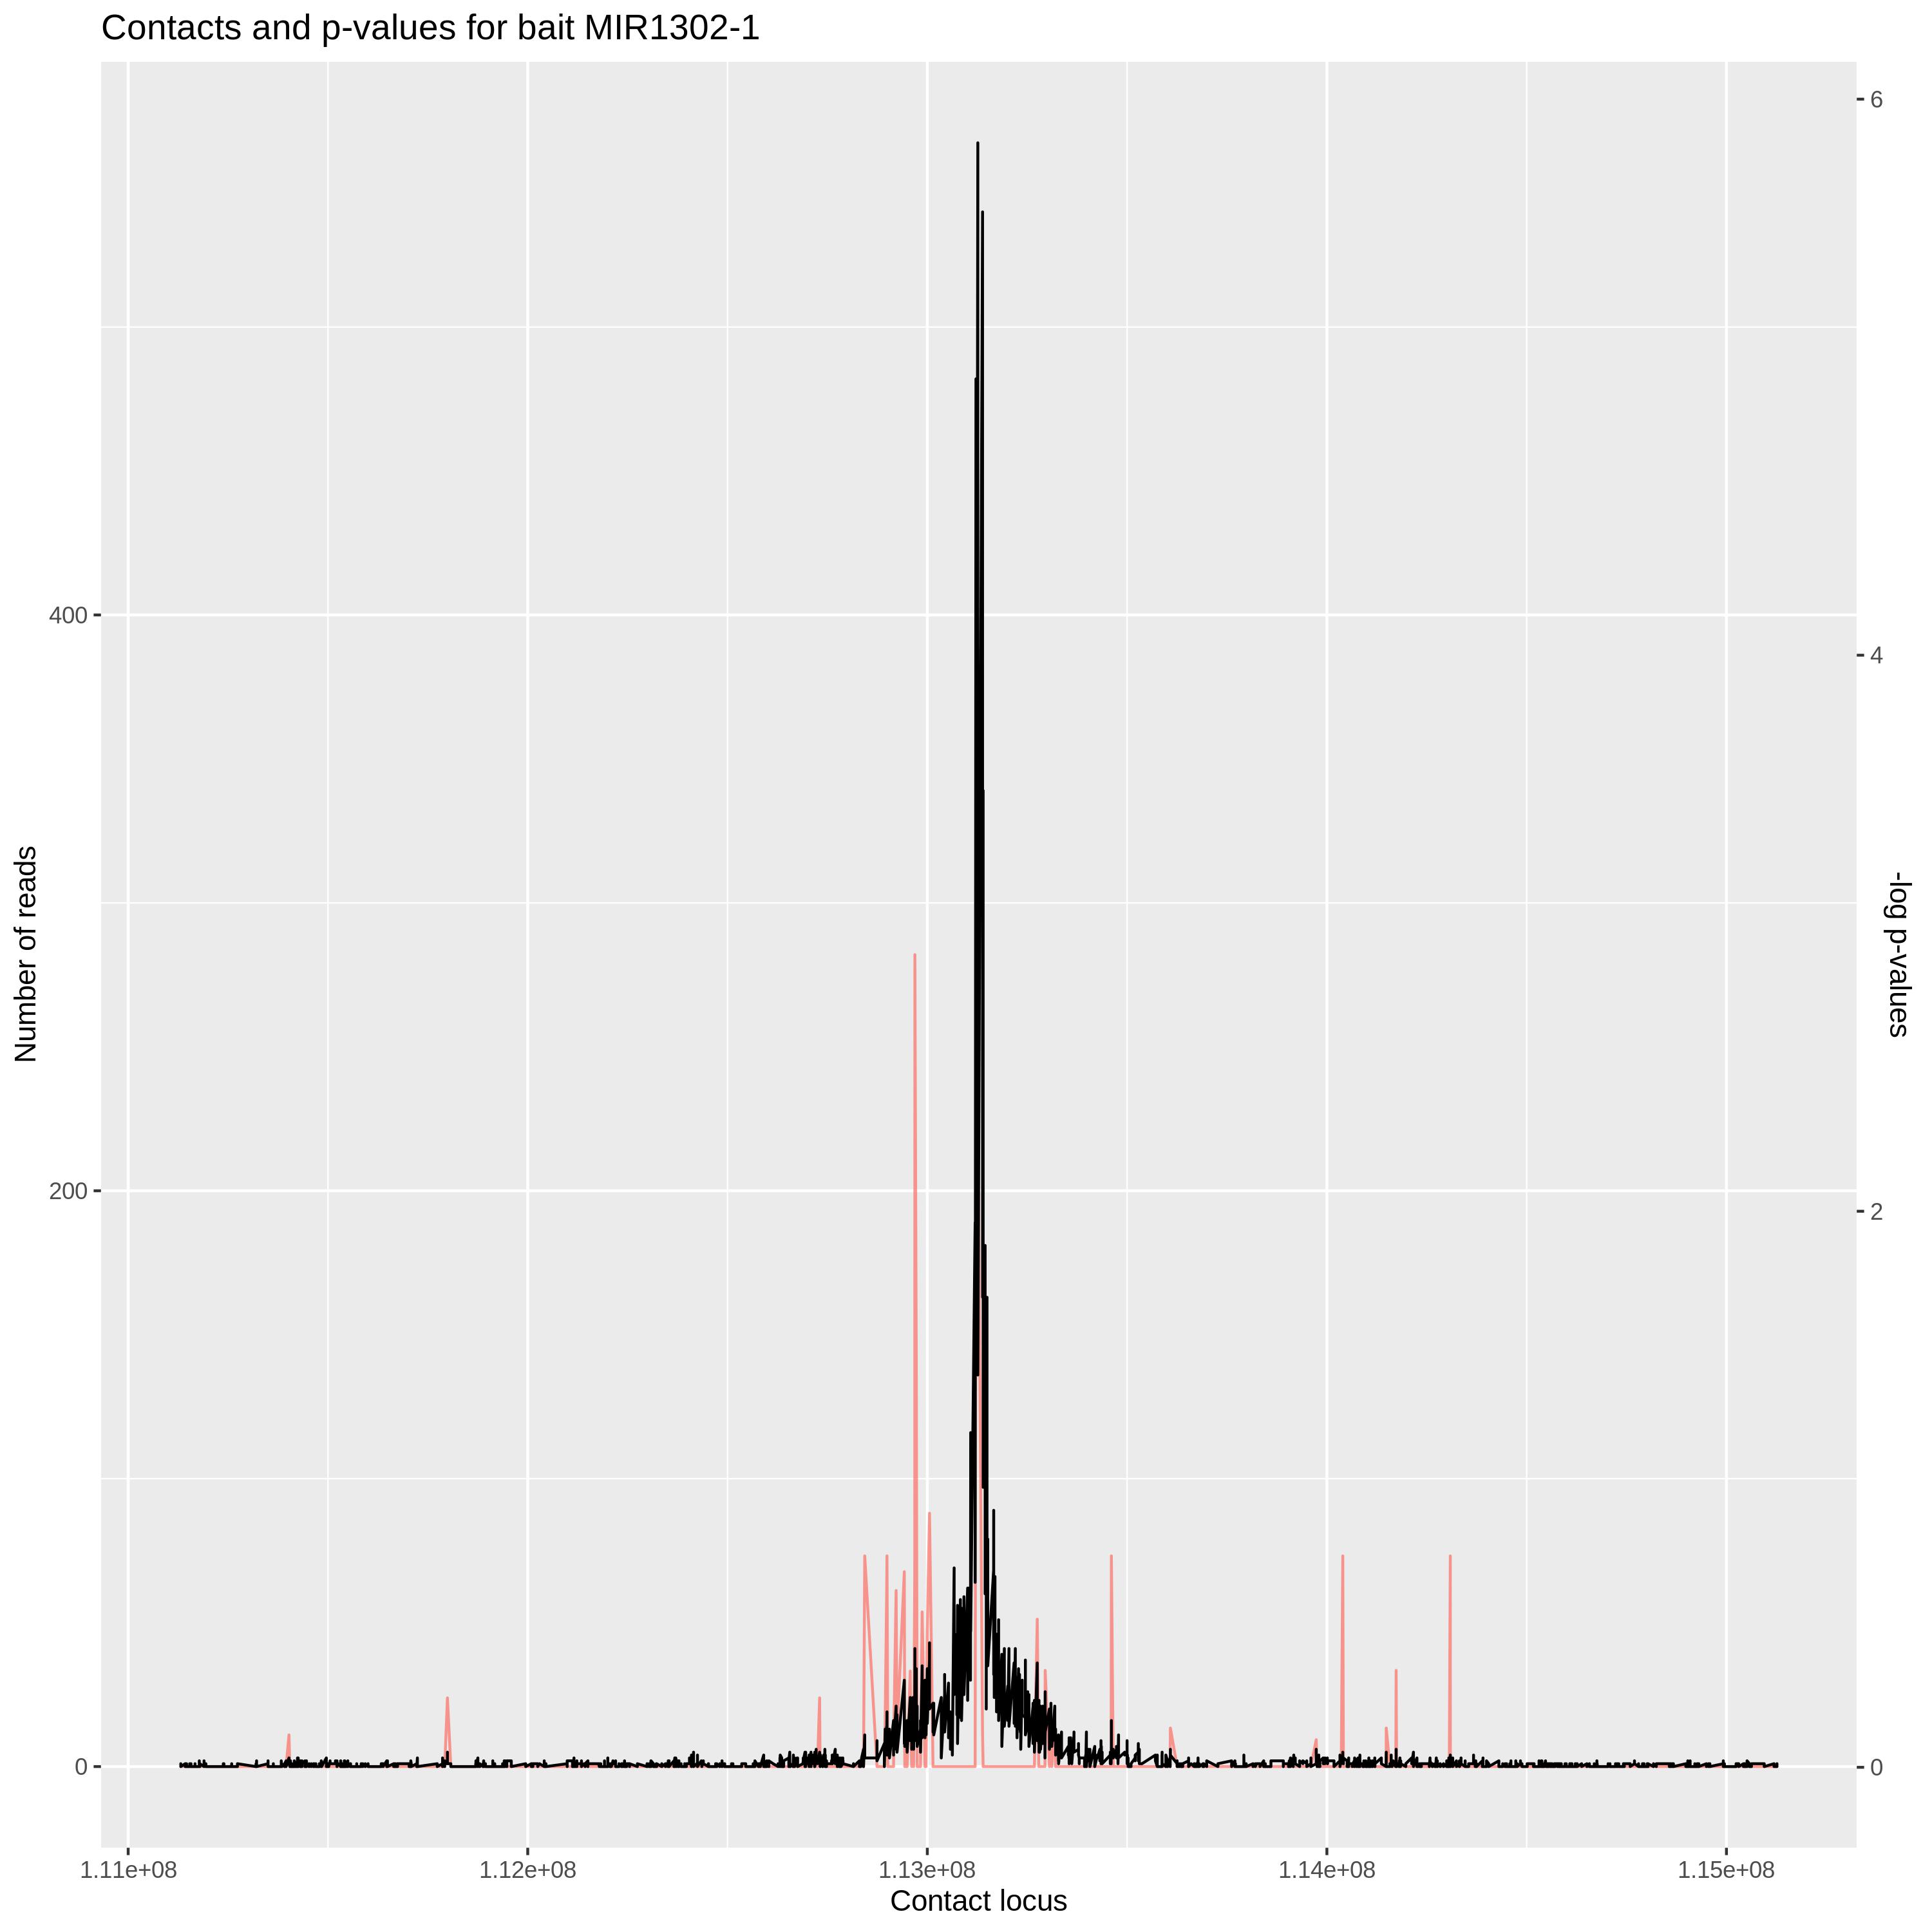 Contacts and p-values for bait MIR1302-1
6
400
4
Number of reads
-log p-values
200
2
0
0
1.11e+08
1.12e+08
1.13e+08
1.14e+08
1.15e+08
Contact locus